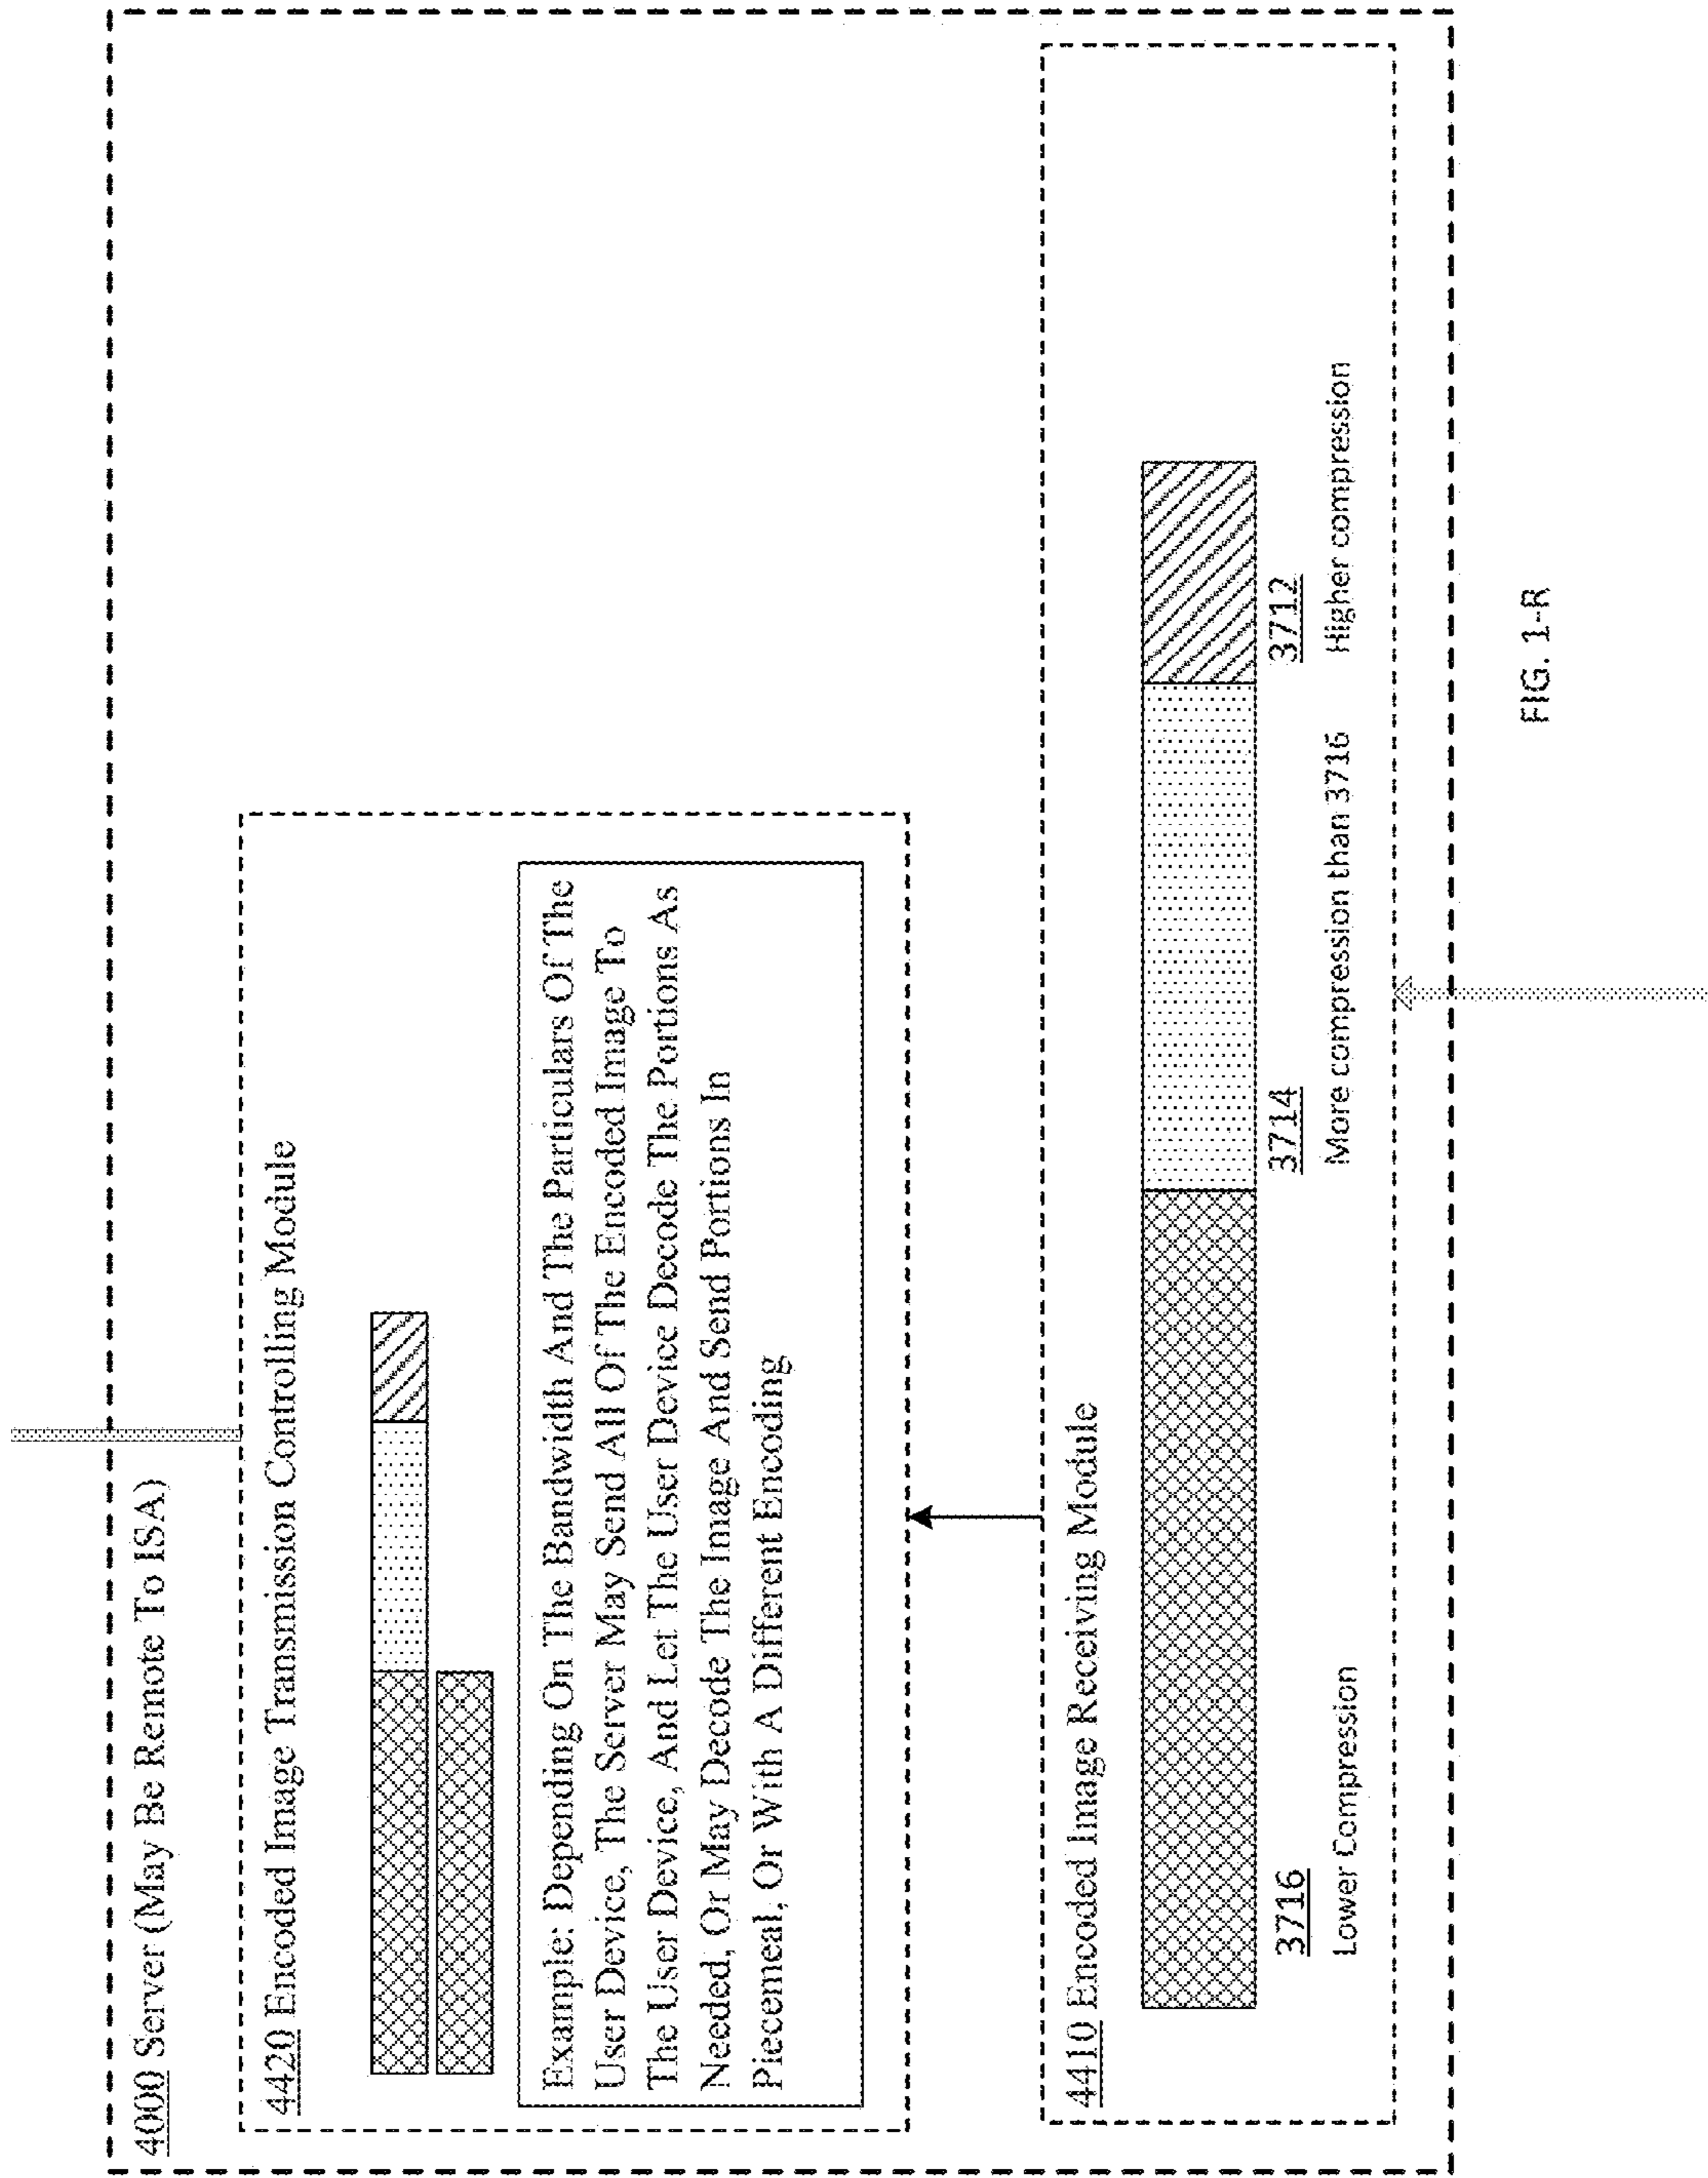 4000 Server (May Be Remote To ISA)
4420 Encoded Image Transmission Controlling Module
Example: Depending On The Bandwidth And The Particulars Of The
User Device, The Server May Send All Of The Encoded Image To
The User Device, And Let The User Device Decode The Portions As
Needed, Or May Decode The Image And Send Portions In
Piecemeal, Or With A Different Encoding
4410 Encoded Image Receiving Module
3716
3714
3712
Lower Compression
More compression than 3716
Higher compression
FIG. 1-R